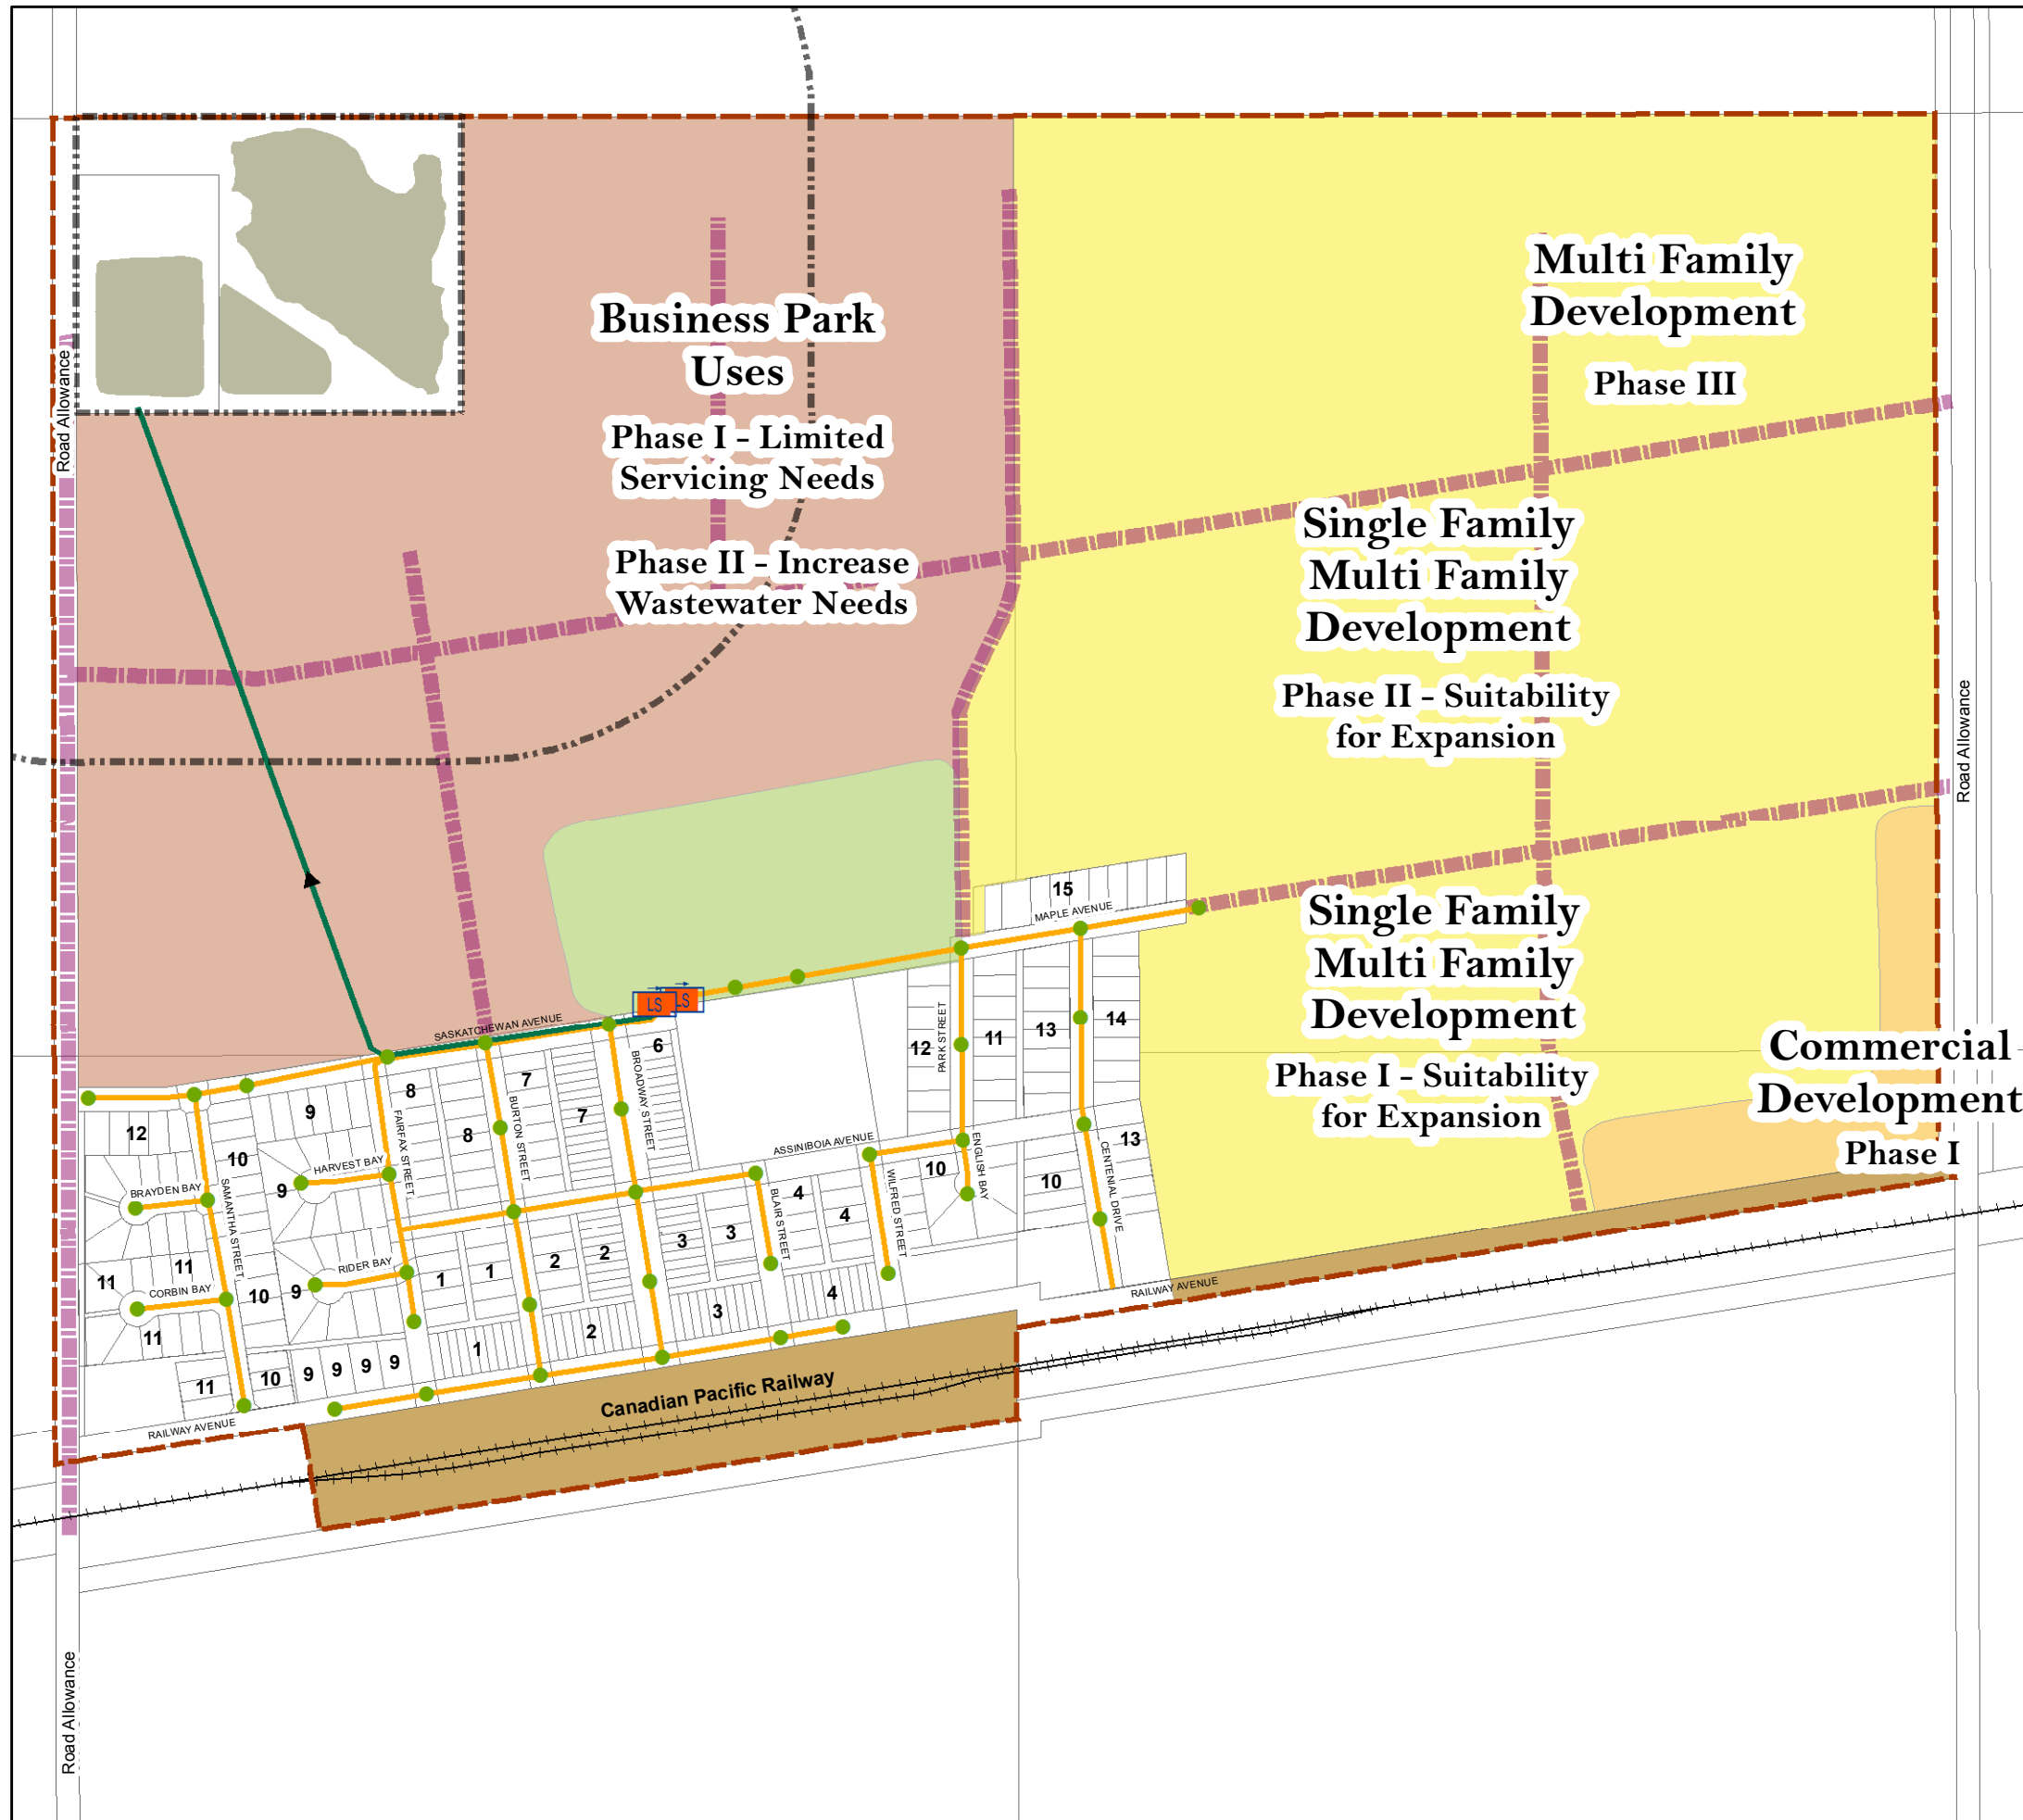 Multi Family
Development
Phase III
Business Park
Uses
Phase I - Limited
Servicing Needs
Phase II - Increase
Wastewater Needs
Road Allowance
Single Family
Multi Family
Development
Phase II - Suitability
for Expansion
Road Allowance
15
MAPLE AVENUE
Single Family
Multi Family
Development
Phase I - Suitability
for Expansion
Commercial
Development
Phase I
LS
LS
SASKATCHEWAN AVENUE
BROADWAY STREET
6
12
PARK STREET
11
13
14
8
7
7
8
9
FAIRFAX STREET
BURTON STREET
12
10
HARVEST BAY
9
BRAYDEN BAY
SAMANTHA STREET
ASSINIBOIA AVENUE
ENGLISH BAY
CENTENIAL DRIVE
13
10
10
WILFRED STREET
4
4
BLAIR STREET
3
3
2
2
1
1
RIDER BAY
9
10
11
11
CORBIN BAY
11
4
3
2
1
9
9
9
9
10
11
RAILWAY AVENUE
RAILWAY AVENUE
Canadian Pacific Railway
Road Allowance